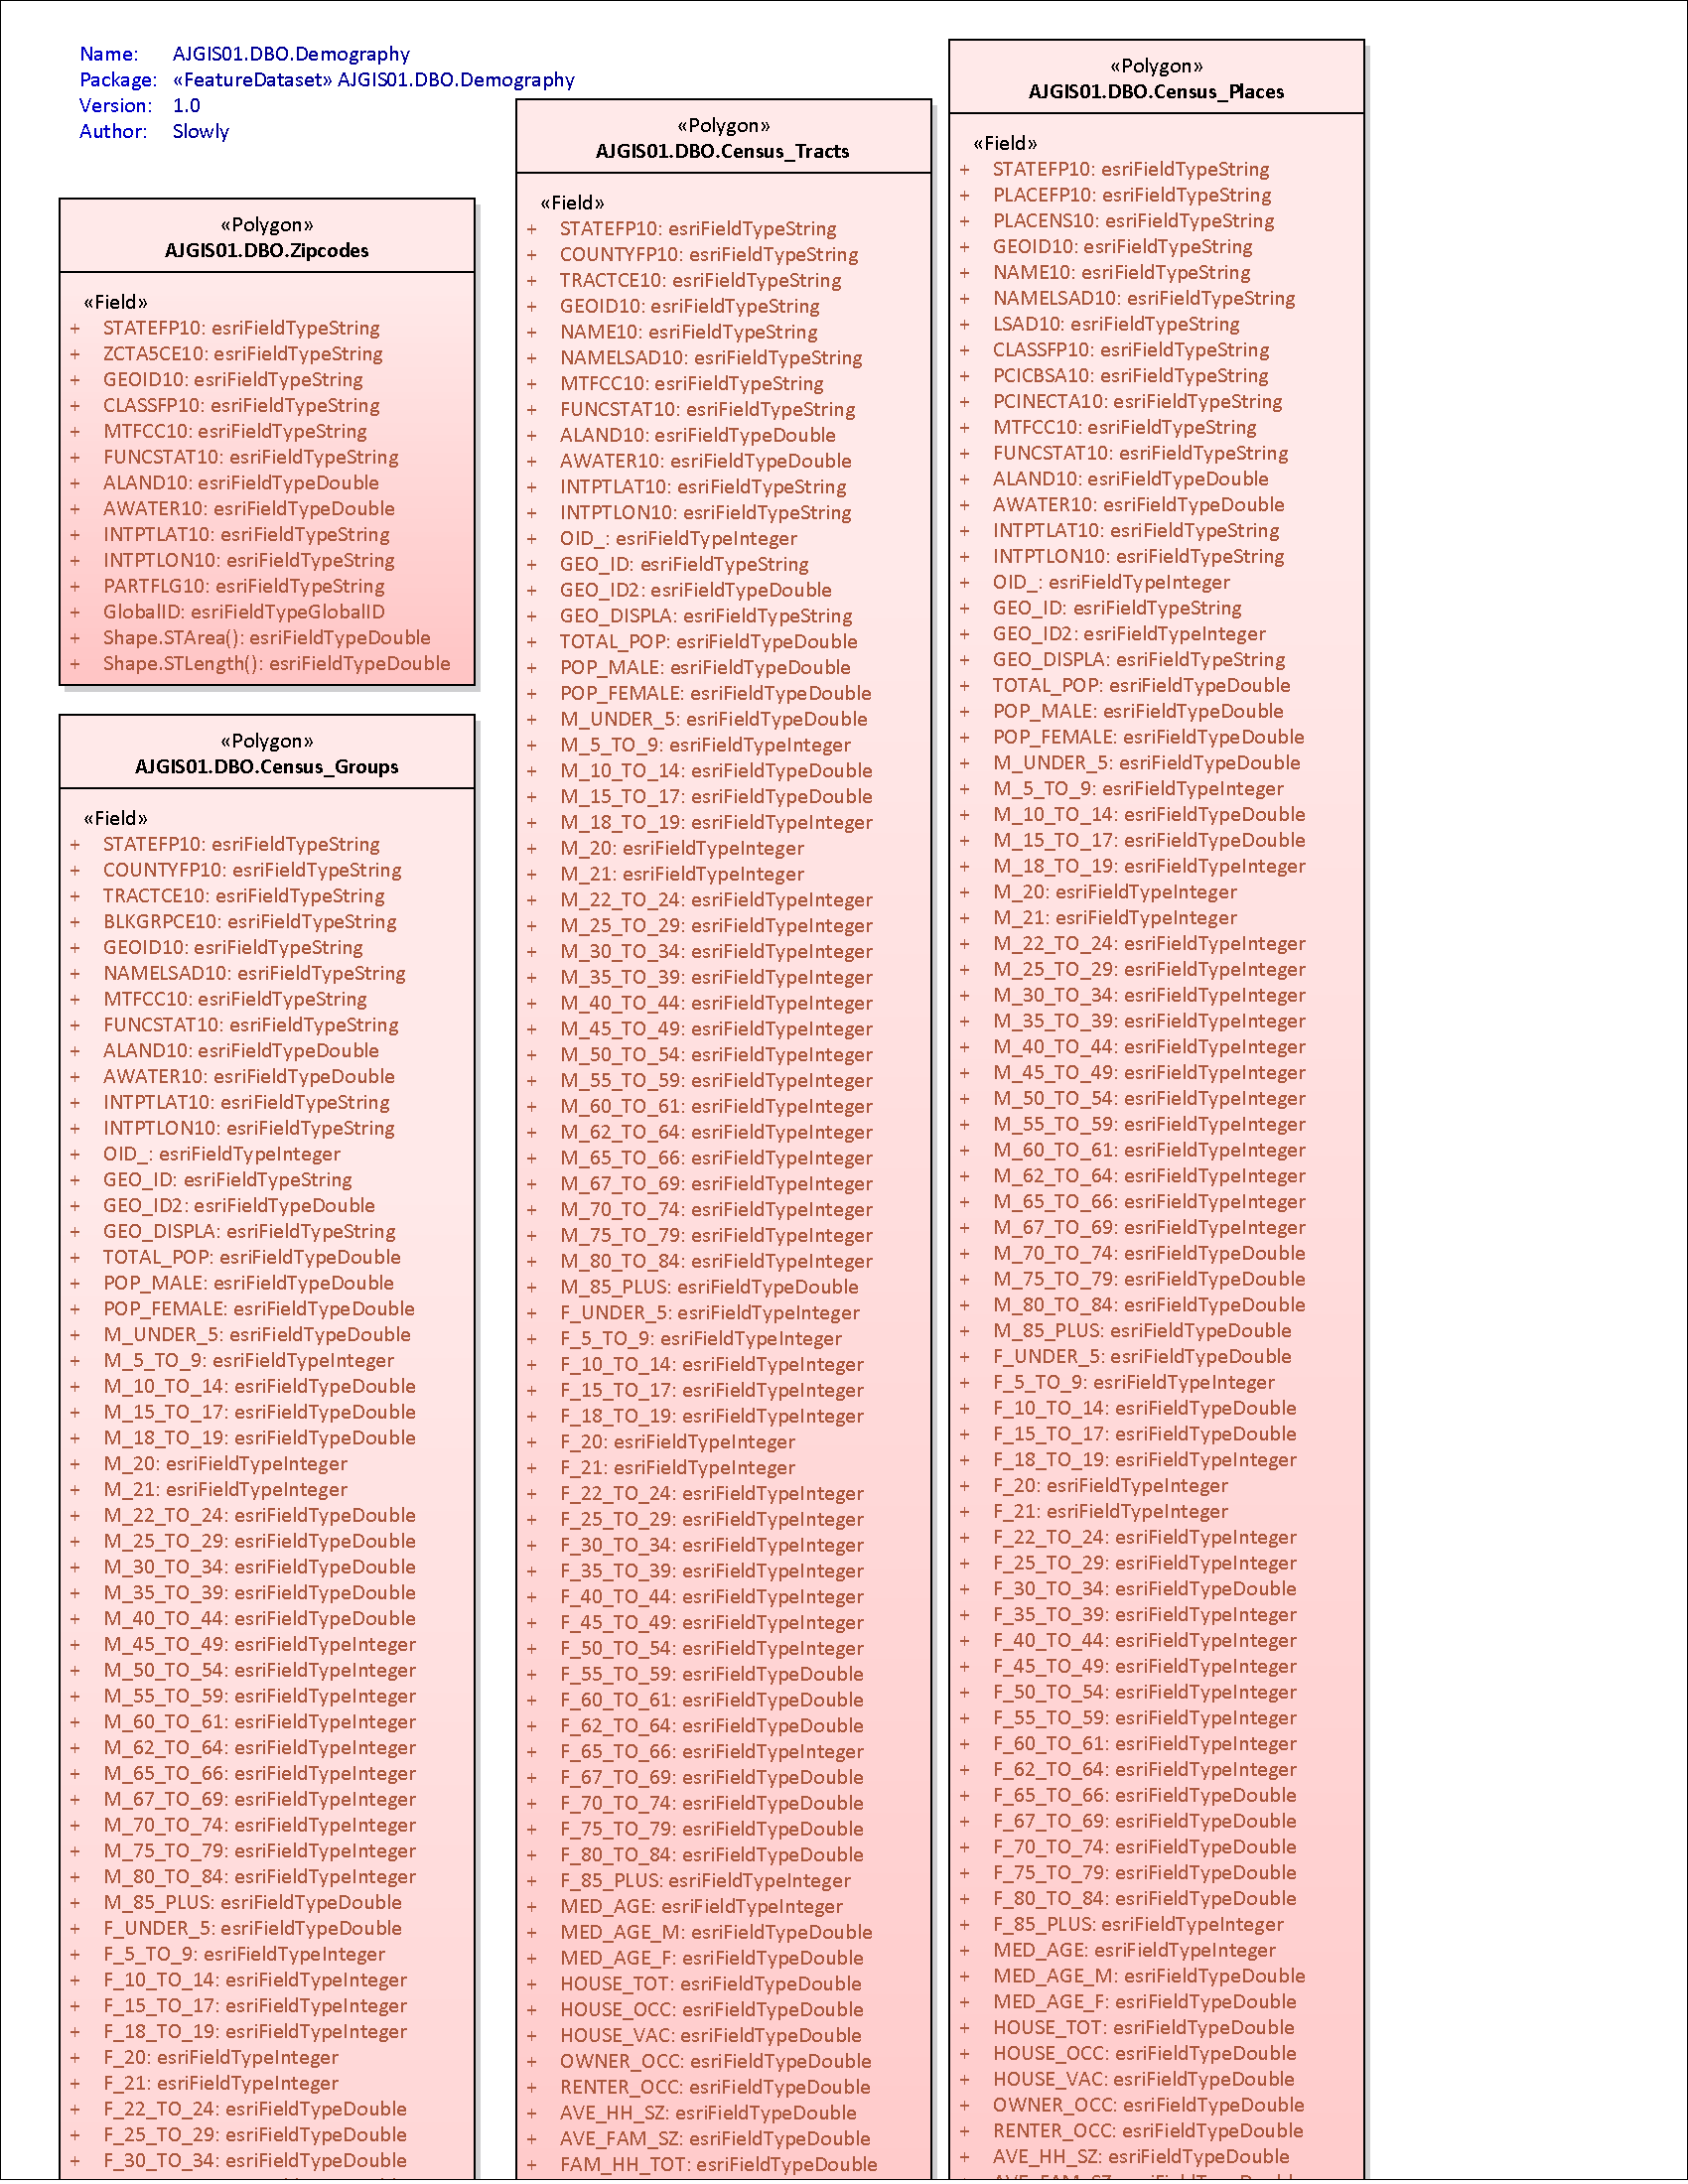 Name: AJGIS01.DBO.Demography
Package: «FeatureDataset» AJGIS01.DBO.Demography
Version: 1.0
Author: Slowly
«Polygon»
AJGIS01.DBO.Zipcodes
«Field»
+ STATEFP10: esriFieldTypeString
+ ZCTA5CE10: esriFieldTypeString
+ GEOID10: esriFieldTypeString
+ CLASSFP10: esriFieldTypeString
+ MTFCC10: esriFieldTypeString
+ FUNCSTAT10: esriFieldTypeString
+ ALAND10: esriFieldTypeDouble
+ AWATER10: esriFieldTypeDouble
+ INTPTLAT10: esriFieldTypeString
+ INTPTLON10: esriFieldTypeString
+ PARTFLG10: esriFieldTypeString
+ GlobalID: esriFieldTypeGlobalID
+ Shape.STArea(): esriFieldTypeDouble
+ Shape.STLength(): esriFieldTypeDouble
«Polygon»
AJGIS01.DBO.Census_Groups
«Field»
+ STATEFP10: esriFieldTypeString
+ COUNTYFP10: esriFieldTypeString
+ TRACTCE10: esriFieldTypeString
+ BLKGRPCE10: esriFieldTypeString
+ GEOID10: esriFieldTypeString
+ NAMELSAD10: esriFieldTypeString
+ MTFCC10: esriFieldTypeString
+ FUNCSTAT10: esriFieldTypeString
+ ALAND10: esriFieldTypeDouble
+ AWATER10: esriFieldTypeDouble
+ INTPTLAT10: esriFieldTypeString
+ INTPTLON10: esriFieldTypeString
+ OID_: esriFieldTypeInteger
+ GEO_ID: esriFieldTypeString
+ GEO_ID2: esriFieldTypeDouble
+ GEO_DISPLA: esriFieldTypeString
+ TOTAL_POP: esriFieldTypeDouble
+ POP_MALE: esriFieldTypeDouble
+ POP_FEMALE: esriFieldTypeDouble
+ M_UNDER_5: esriFieldTypeDouble
+ M_5_TO_9: esriFieldTypeInteger
+ M_10_TO_14: esriFieldTypeDouble
+ M_15_TO_17: esriFieldTypeDouble
+ M_18_TO_19: esriFieldTypeDouble
+ M_20: esriFieldTypeInteger
+ M_21: esriFieldTypeInteger
+ M_22_TO_24: esriFieldTypeDouble
+ M_25_TO_29: esriFieldTypeDouble
+ M_30_TO_34: esriFieldTypeDouble
+ M_35_TO_39: esriFieldTypeDouble
+ M_40_TO_44: esriFieldTypeDouble
+ M_45_TO_49: esriFieldTypeInteger
+ M_50_TO_54: esriFieldTypeInteger
+ M_55_TO_59: esriFieldTypeInteger
+ M_60_TO_61: esriFieldTypeInteger
+ M_62_TO_64: esriFieldTypeInteger
+ M_65_TO_66: esriFieldTypeInteger
+ M_67_TO_69: esriFieldTypeInteger
+ M_70_TO_74: esriFieldTypeInteger
+ M_75_TO_79: esriFieldTypeInteger
+ M_80_TO_84: esriFieldTypeInteger
+ M_85_PLUS: esriFieldTypeDouble
+ F_UNDER_5: esriFieldTypeDouble
+ F_5_TO_9: esriFieldTypeInteger
+ F_10_TO_14: esriFieldTypeInteger
+ F_15_TO_17: esriFieldTypeInteger
+ F_18_TO_19: esriFieldTypeInteger
+ F_20: esriFieldTypeInteger
+ F_21: esriFieldTypeInteger
+ F_22_TO_24: esriFieldTypeDouble
+ F_25_TO_29: esriFieldTypeDouble
+ F_30_TO_34: esriFieldTypeDouble
«Polygon»
AJGIS01.DBO.Census_Tracts
«Field»
+ STATEFP10: esriFieldTypeString
+ COUNTYFP10: esriFieldTypeString
+ TRACTCE10: esriFieldTypeString
+ GEOID10: esriFieldTypeString
+ NAME10: esriFieldTypeString
+ NAMELSAD10: esriFieldTypeString
+ MTFCC10: esriFieldTypeString
+ FUNCSTAT10: esriFieldTypeString
+ ALAND10: esriFieldTypeDouble
+ AWATER10: esriFieldTypeDouble
+ INTPTLAT10: esriFieldTypeString
+ INTPTLON10: esriFieldTypeString
+ OID_: esriFieldTypeInteger
+ GEO_ID: esriFieldTypeString
+ GEO_ID2: esriFieldTypeDouble
+ GEO_DISPLA: esriFieldTypeString
+ TOTAL_POP: esriFieldTypeDouble
+ POP_MALE: esriFieldTypeDouble
+ POP_FEMALE: esriFieldTypeDouble
+ M_UNDER_5: esriFieldTypeDouble
+ M_5_TO_9: esriFieldTypeInteger
+ M_10_TO_14: esriFieldTypeDouble
+ M_15_TO_17: esriFieldTypeDouble
+ M_18_TO_19: esriFieldTypeInteger
+ M_20: esriFieldTypeInteger
+ M_21: esriFieldTypeInteger
+ M_22_TO_24: esriFieldTypeInteger
+ M_25_TO_29: esriFieldTypeInteger
+ M_30_TO_34: esriFieldTypeInteger
+ M_35_TO_39: esriFieldTypeInteger
+ M_40_TO_44: esriFieldTypeInteger
+ M_45_TO_49: esriFieldTypeInteger
+ M_50_TO_54: esriFieldTypeInteger
+ M_55_TO_59: esriFieldTypeInteger
+ M_60_TO_61: esriFieldTypeInteger
+ M_62_TO_64: esriFieldTypeInteger
+ M_65_TO_66: esriFieldTypeInteger
+ M_67_TO_69: esriFieldTypeInteger
+ M_70_TO_74: esriFieldTypeInteger
+ M_75_TO_79: esriFieldTypeInteger
+ M_80_TO_84: esriFieldTypeInteger
+ M_85_PLUS: esriFieldTypeDouble
+ F_UNDER_5: esriFieldTypeInteger
+ F_5_TO_9: esriFieldTypeInteger
+ F_10_TO_14: esriFieldTypeInteger
+ F_15_TO_17: esriFieldTypeInteger
+ F_18_TO_19: esriFieldTypeInteger
+ F_20: esriFieldTypeInteger
+ F_21: esriFieldTypeInteger
+ F_22_TO_24: esriFieldTypeInteger
+ F_25_TO_29: esriFieldTypeInteger
+ F_30_TO_34: esriFieldTypeInteger
+ F_35_TO_39: esriFieldTypeInteger
+ F_40_TO_44: esriFieldTypeInteger
+ F_45_TO_49: esriFieldTypeInteger
+ F_50_TO_54: esriFieldTypeInteger
+ F_55_TO_59: esriFieldTypeDouble
+ F_60_TO_61: esriFieldTypeDouble
+ F_62_TO_64: esriFieldTypeDouble
+ F_65_TO_66: esriFieldTypeInteger
+ F_67_TO_69: esriFieldTypeDouble
+ F_70_TO_74: esriFieldTypeDouble
+ F_75_TO_79: esriFieldTypeDouble
+ F_80_TO_84: esriFieldTypeDouble
+ F_85_PLUS: esriFieldTypeInteger
+ MED_AGE: esriFieldTypeInteger
+ MED_AGE_M: esriFieldTypeDouble
+ MED_AGE_F: esriFieldTypeDouble
+ HOUSE_TOT: esriFieldTypeDouble
+ HOUSE_OCC: esriFieldTypeDouble
+ HOUSE_VAC: esriFieldTypeDouble
+ OWNER_OCC: esriFieldTypeDouble
+ RENTER_OCC: esriFieldTypeDouble
+ AVE_HH_SZ: esriFieldTypeDouble
+ AVE_FAM_SZ: esriFieldTypeDouble
+ FAM_HH_TOT: esriFieldTypeDouble
«Polygon»
AJGIS01.DBO.Census_Places
«Field»
+ STATEFP10: esriFieldTypeString
+ PLACEFP10: esriFieldTypeString
+ PLACENS10: esriFieldTypeString
+ GEOID10: esriFieldTypeString
+ NAME10: esriFieldTypeString
+ NAMELSAD10: esriFieldTypeString
+ LSAD10: esriFieldTypeString
+ CLASSFP10: esriFieldTypeString
+ PCICBSA10: esriFieldTypeString
+ PCINECTA10: esriFieldTypeString
+ MTFCC10: esriFieldTypeString
+ FUNCSTAT10: esriFieldTypeString
+ ALAND10: esriFieldTypeDouble
+ AWATER10: esriFieldTypeDouble
+ INTPTLAT10: esriFieldTypeString
+ INTPTLON10: esriFieldTypeString
+ OID_: esriFieldTypeInteger
+ GEO_ID: esriFieldTypeString
+ GEO_ID2: esriFieldTypeInteger
+ GEO_DISPLA: esriFieldTypeString
+ TOTAL_POP: esriFieldTypeDouble
+ POP_MALE: esriFieldTypeDouble
+ POP_FEMALE: esriFieldTypeDouble
+ M_UNDER_5: esriFieldTypeDouble
+ M_5_TO_9: esriFieldTypeInteger
+ M_10_TO_14: esriFieldTypeDouble
+ M_15_TO_17: esriFieldTypeDouble
+ M_18_TO_19: esriFieldTypeInteger
+ M_20: esriFieldTypeInteger
+ M_21: esriFieldTypeInteger
+ M_22_TO_24: esriFieldTypeInteger
+ M_25_TO_29: esriFieldTypeInteger
+ M_30_TO_34: esriFieldTypeInteger
+ M_35_TO_39: esriFieldTypeInteger
+ M_40_TO_44: esriFieldTypeInteger
+ M_45_TO_49: esriFieldTypeInteger
+ M_50_TO_54: esriFieldTypeInteger
+ M_55_TO_59: esriFieldTypeInteger
+ M_60_TO_61: esriFieldTypeInteger
+ M_62_TO_64: esriFieldTypeInteger
+ M_65_TO_66: esriFieldTypeInteger
+ M_67_TO_69: esriFieldTypeInteger
+ M_70_TO_74: esriFieldTypeDouble
+ M_75_TO_79: esriFieldTypeDouble
+ M_80_TO_84: esriFieldTypeDouble
+ M_85_PLUS: esriFieldTypeDouble
+ F_UNDER_5: esriFieldTypeDouble
+ F_5_TO_9: esriFieldTypeInteger
+ F_10_TO_14: esriFieldTypeDouble
+ F_15_TO_17: esriFieldTypeDouble
+ F_18_TO_19: esriFieldTypeInteger
+ F_20: esriFieldTypeInteger
+ F_21: esriFieldTypeInteger
+ F_22_TO_24: esriFieldTypeInteger
+ F_25_TO_29: esriFieldTypeInteger
+ F_30_TO_34: esriFieldTypeDouble
+ F_35_TO_39: esriFieldTypeInteger
+ F_40_TO_44: esriFieldTypeInteger
+ F_45_TO_49: esriFieldTypeInteger
+ F_50_TO_54: esriFieldTypeInteger
+ F_55_TO_59: esriFieldTypeInteger
+ F_60_TO_61: esriFieldTypeInteger
+ F_62_TO_64: esriFieldTypeInteger
+ F_65_TO_66: esriFieldTypeDouble
+ F_67_TO_69: esriFieldTypeDouble
+ F_70_TO_74: esriFieldTypeDouble
+ F_75_TO_79: esriFieldTypeDouble
+ F_80_TO_84: esriFieldTypeDouble
+ F_85_PLUS: esriFieldTypeInteger
+ MED_AGE: esriFieldTypeInteger
+ MED_AGE_M: esriFieldTypeDouble
+ MED_AGE_F: esriFieldTypeDouble
+ HOUSE_TOT: esriFieldTypeDouble
+ HOUSE_OCC: esriFieldTypeDouble
+ HOUSE_VAC: esriFieldTypeDouble
+ OWNER_OCC: esriFieldTypeDouble
+ RENTER_OCC: esriFieldTypeDouble
+ AVE_HH_SZ: esriFieldTypeDouble